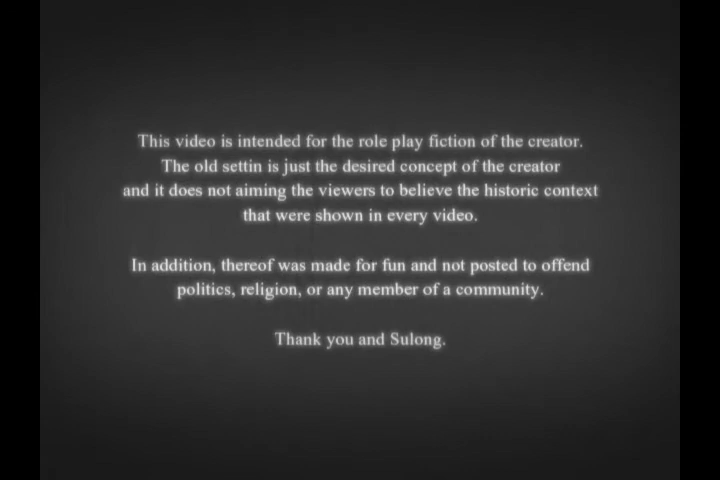 This video is intended for the role play fiction of the creator.
The old settin is just the desired concept of the creator
and it does not aiming the viewers to believe the historic context
that were shown in every video.
In addition, thereof was made for fun and not posted to offend
politics, religion, or any member of a community.
Thank you and Sulong.